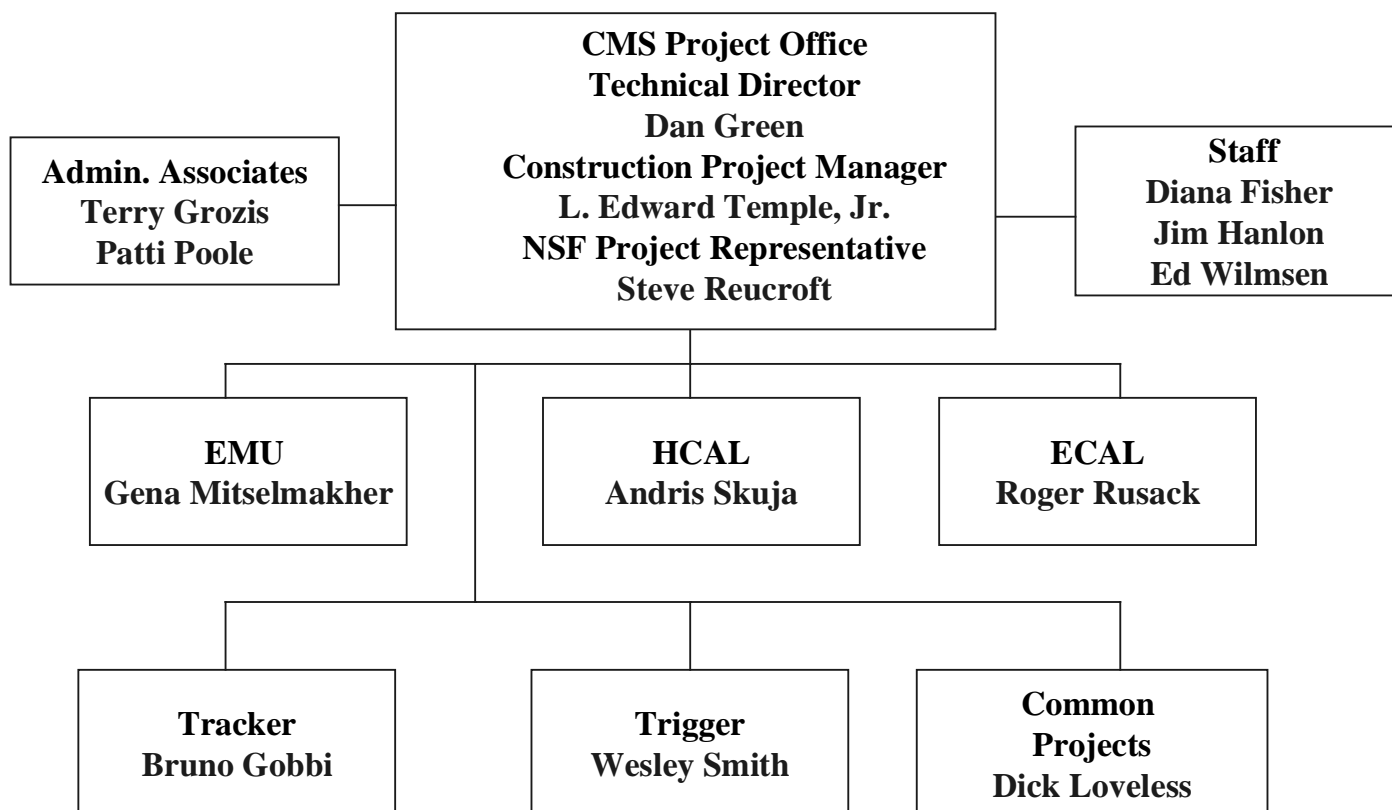 CMS Project Office
Technical Director
Dan Green
Construction Project Manager
L. Edward Temple, Jr.
NSF Project Representative
Steve Reucroft
Admin. Associates
Terry Grozis
Patti Poole
Staff
Diana Fisher
Jim Hanlon
Ed Wilmsen
EMU
Gena Mitselmakher
HCAL
Andris Skuja
ECAL
Roger Rusack
Tracker
Bruno Gobbi
Trigger
Wesley Smith
Common
Projects
Dick Loveless